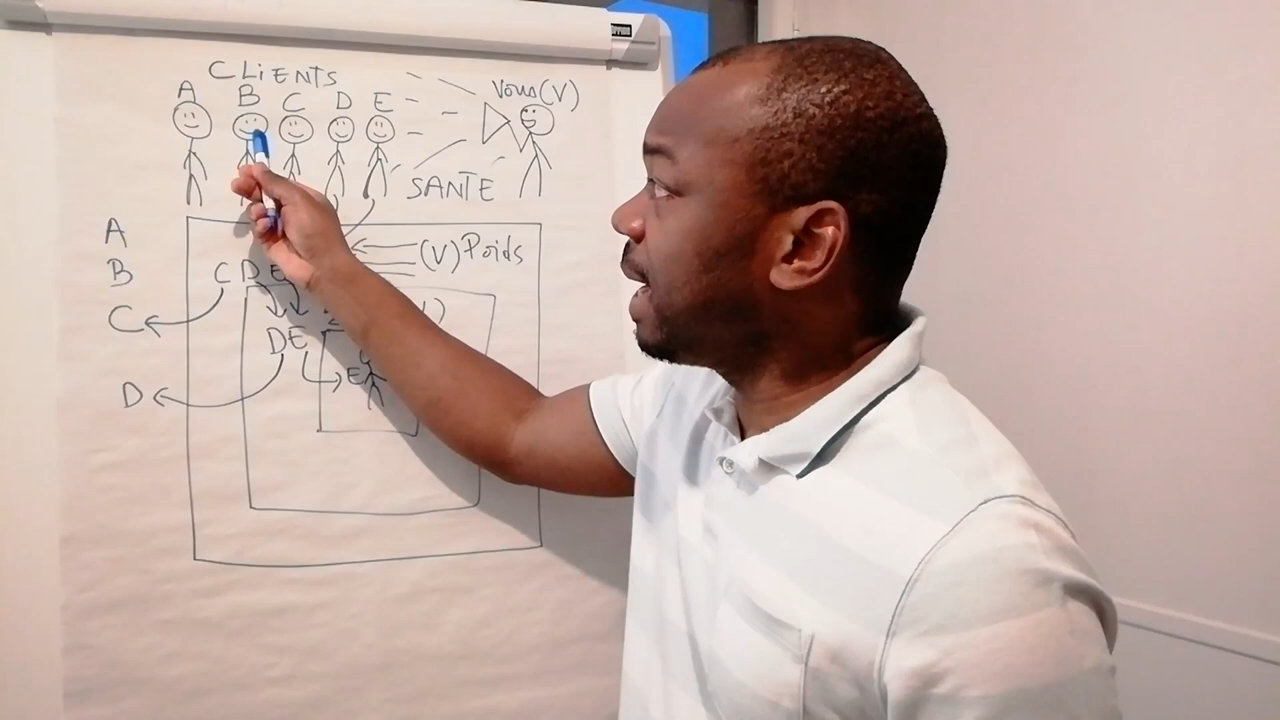 CLiENTS
A B C D E
Vous(V)
SANTE
A
B
C
D
(V) Poids
C D E
DE
E